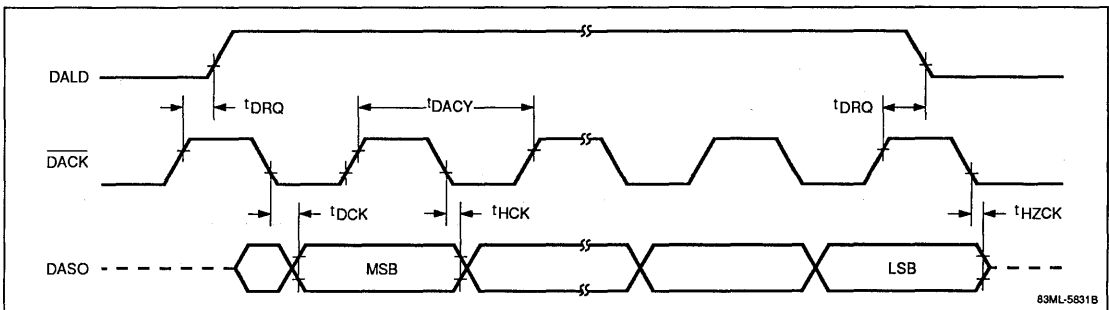 DALD
tDRQ
tDACY
tDRQ
DACK
tDCK
tHCK
tHZCK
DASO
MSB
LSB
83ML-5831B